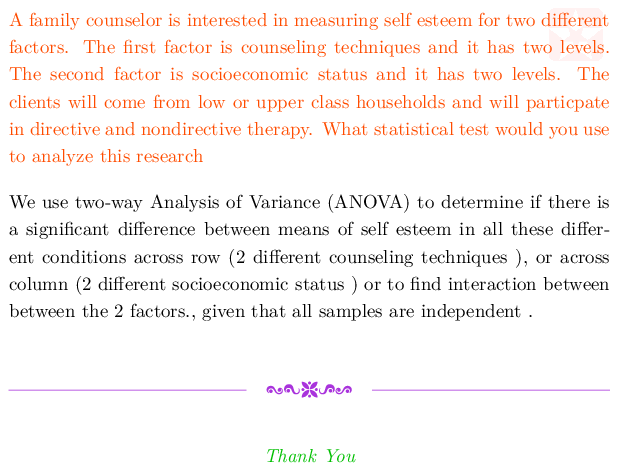 A family counselor is interested in measuring self esteem for two different
factors. The first factor is counseling techniques and it has two levels.
The second factor is socioeconomic status and it has two levels. The
clients will come from low or upper class households and will particpate
in directive and nondirective therapy. What statistical test would you use
to analyze this research
We use two-way Analysis of Variance (ANOVA) to determine if there is
a significant difference between means of self esteem in all these differ-
ent conditions across row (2 different counseling techniques ), or across
column (2 different socioeconomic status ) or to find interaction between
between the 2 factors., given that all samples are independent .
Thank You